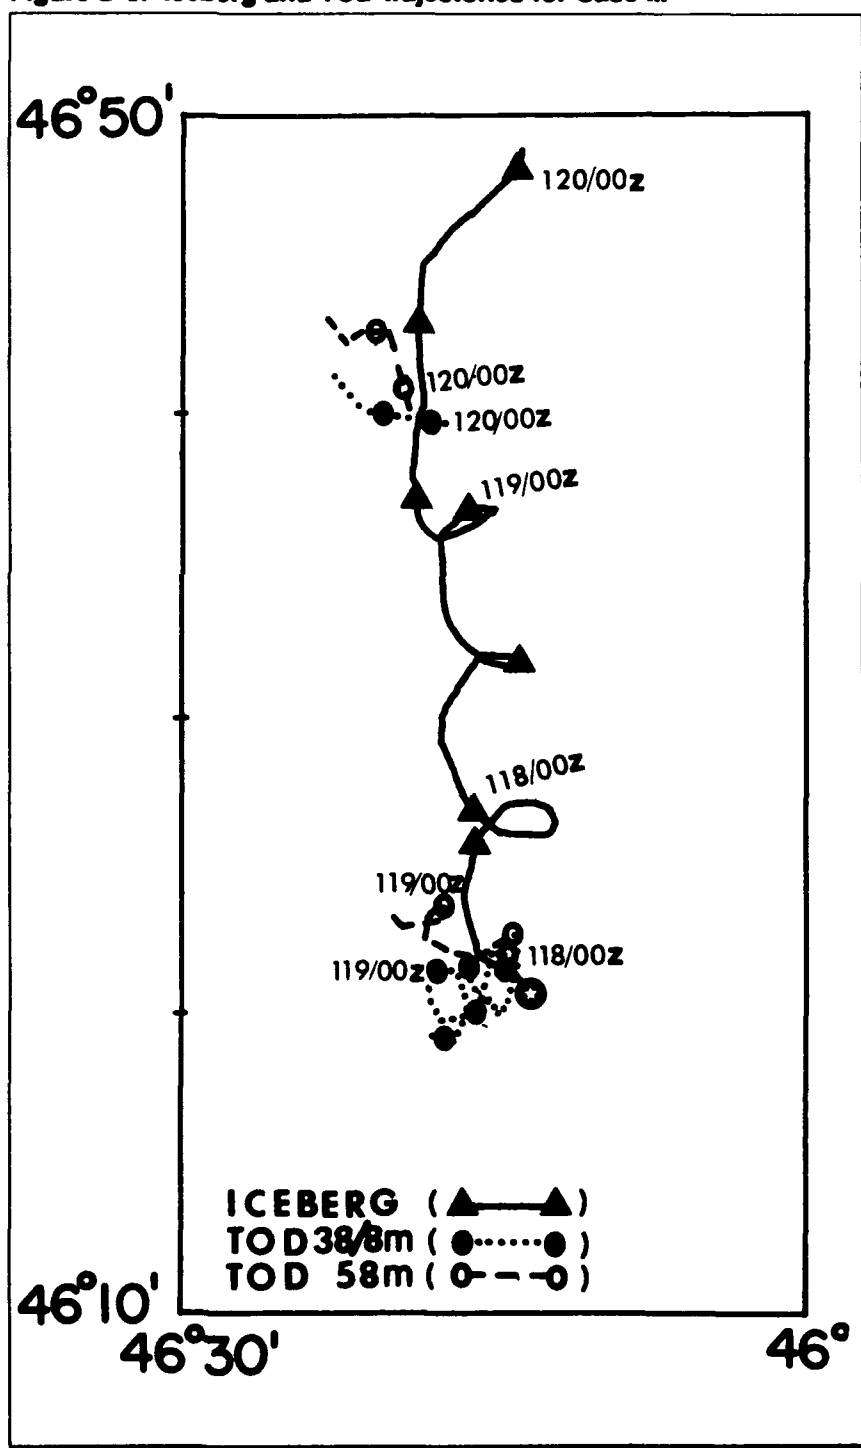 46°50'
120/00z
120/00z
120/00z
119/00z
118/00z
119/00z
118/00z
119/00z
ICEBERG ( )
TOD 38/8m ( )
TOD 58m ( )
46°10'
46°30' 46°